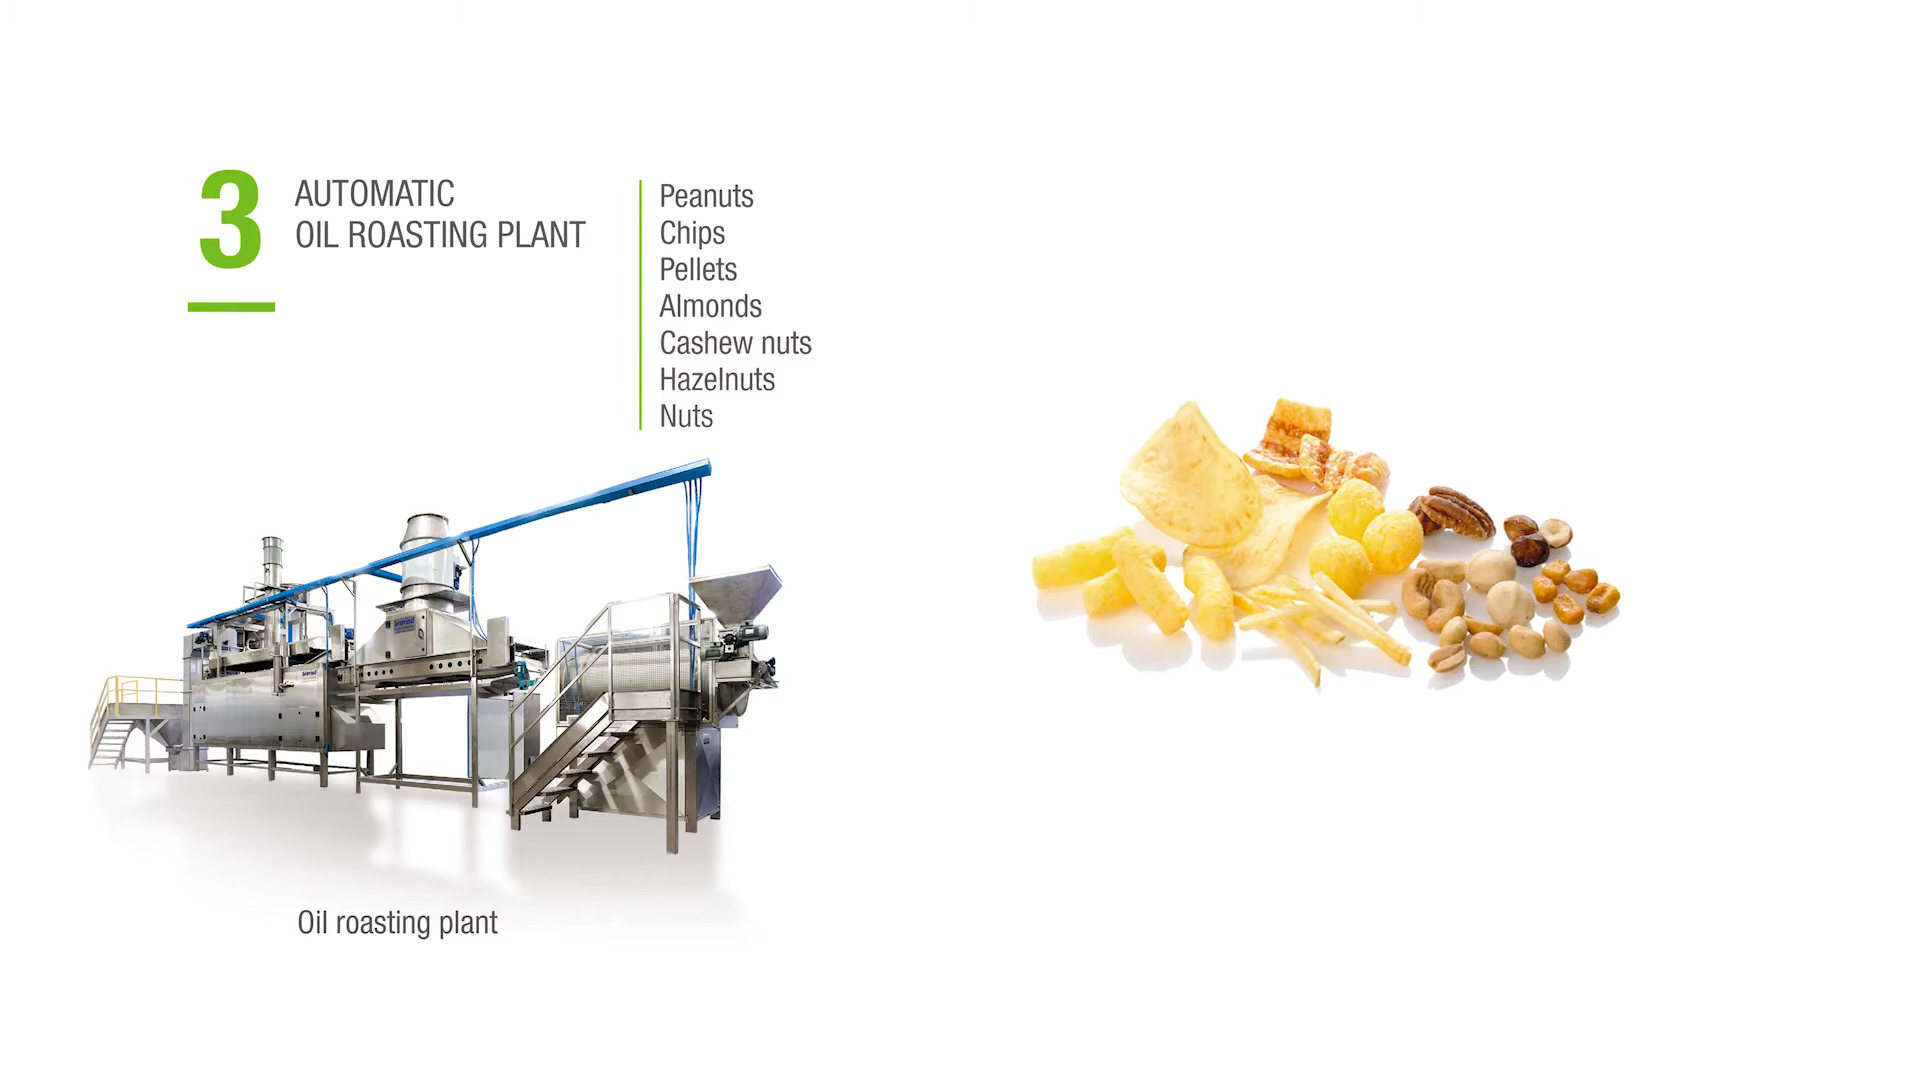 3
AUTOMATIC
OIL ROASTING PLANT
Peanuts
Chips
Pellets
Almonds
Cashew nuts
Hazelnuts
Nuts
Oil roasting plant